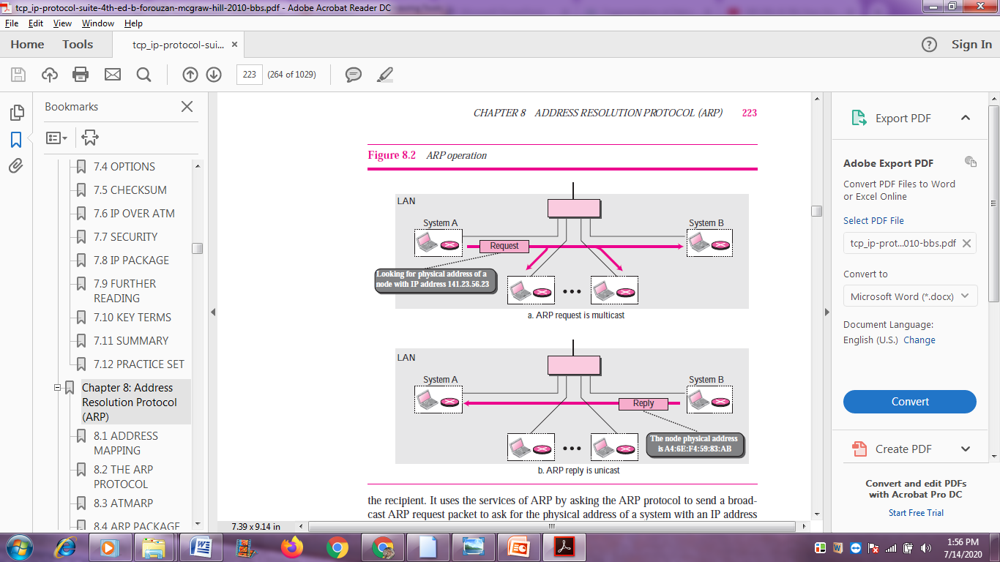 tcp_ip-protocol-suite-4th-ed-b-forouzan-mcgraw-hill-2010-bbs.pdf - Adobe Acrobat Reader DC
File Edit View Window Help
Home Tools tcp_ip-protocol-sui... × Sign In
223 (264 of 1029)
Bookmarks
7.4 OPTIONS
7.5 CHECKSUM
7.6 IP OVER ATM
7.7 SECURITY
7.8 IP PACKAGE
7.9 FURTHER
READING
7.10 KEY TERMS
7.11 SUMMARY
7.12 PRACTICE SET
Chapter 8: Address
Resolution Protocol
(ARP)
8.1 ADDRESS
MAPPING
8.2 THE ARP
PROTOCOL
8.3 ATMARP
8.4 ARP PACKAGE
CHAPTER 8 ADDRESS RESOLUTION PROTOCOL (ARP) 223
Figure 8.2 ARP operation
LAN
System A
System B
Request
Looking for physical address of a
node with IP address 141.23.56.23
a. ARP request is multicast
LAN
System A
System B
Reply
The node physical address
is A4:6E:F4:59:83:AB
b. ARP reply is unicast
the recipient. It uses the services of ARP by asking the ARP protocol to send a broad-
cast ARP request packet to ask for the physical address of a system with an IP address
7.39 x 9.14 in
Export PDF
Adobe Export PDF
Convert PDF Files to Word
or Excel Online
Select PDF File
tcp_ip-prot...010-bbs.pdf
Convert to
Microsoft Word (*.docx)
Document Language:
English (U.S.) Change
Convert
Create PDF
Convert and edit PDFs
with Acrobat Pro DC
Start Free Trial
1:56 PM
7/14/2020